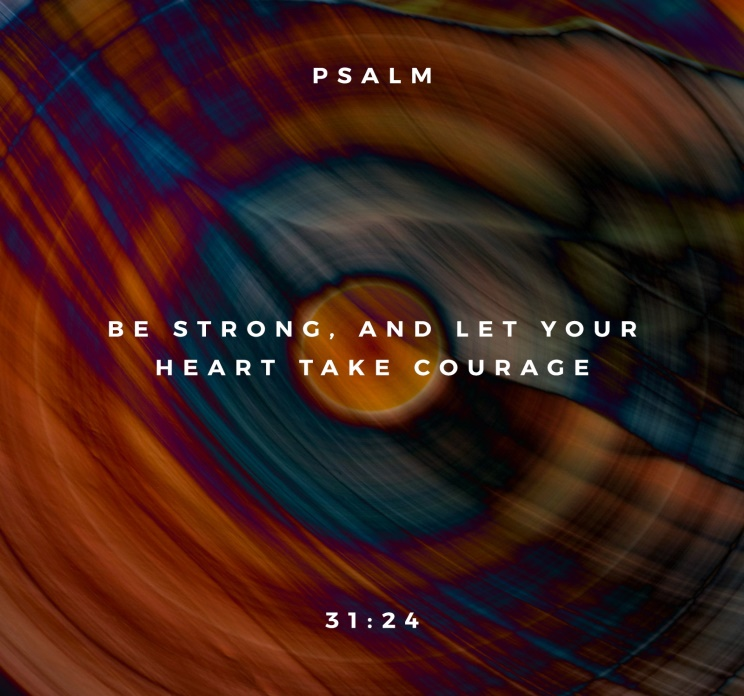 PSALM
BE STRONG, AND LET YOUR
HEART TAKE COURAGE
31:24